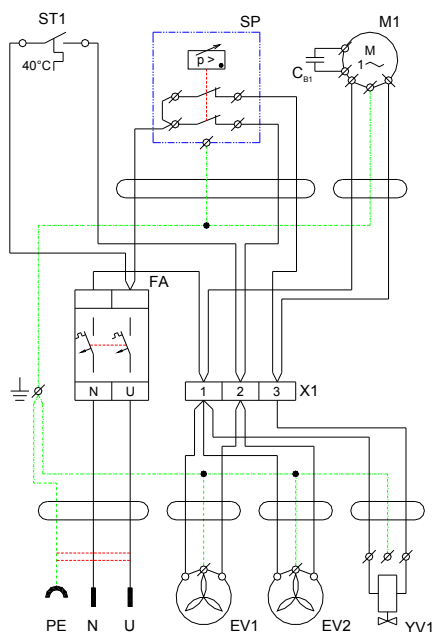 ST1
SP
M1
40°C
p >
C B1
M
1 ~
FA
N U
1 2 3
X1
PE N U
EV1
EV2
YV1